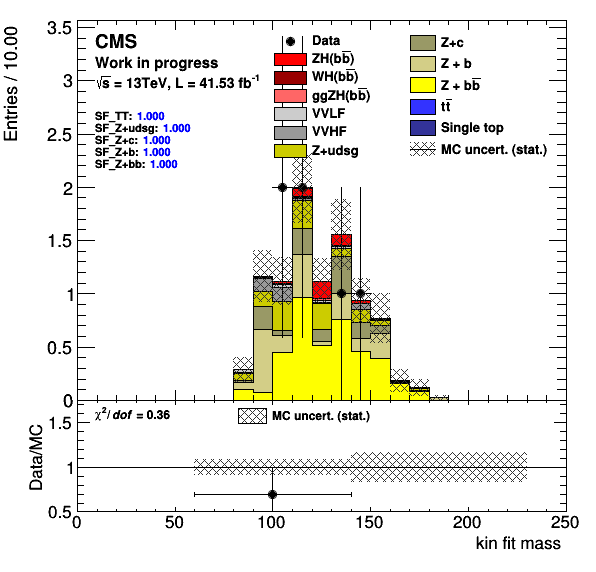 CMS
Work in progress
√s = 13TeV, L = 41.53 fb⁻¹
SF_TT: 1.000
SF_Z+udsg: 1.000
SF_Z+c: 1.000
SF_Z+b: 1.000
SF_Z+bb: 1.000
Data
ZH(bb̅)
WH(bb̅)
ggZH(bb̅)
VVLF
VVHF
Z+udsg
Z+c
Z + b
Z + bb̅
tt̅
Single top
MC uncert. (stat.)
Entries / 10.00
3.5
3
2.5
2
1.5
1
0.5
0
χ²/dof = 0.36
MC uncert. (stat.)
Data/MC
1.5
1
0.5
0 50 100 150 200 250
kin fit mass